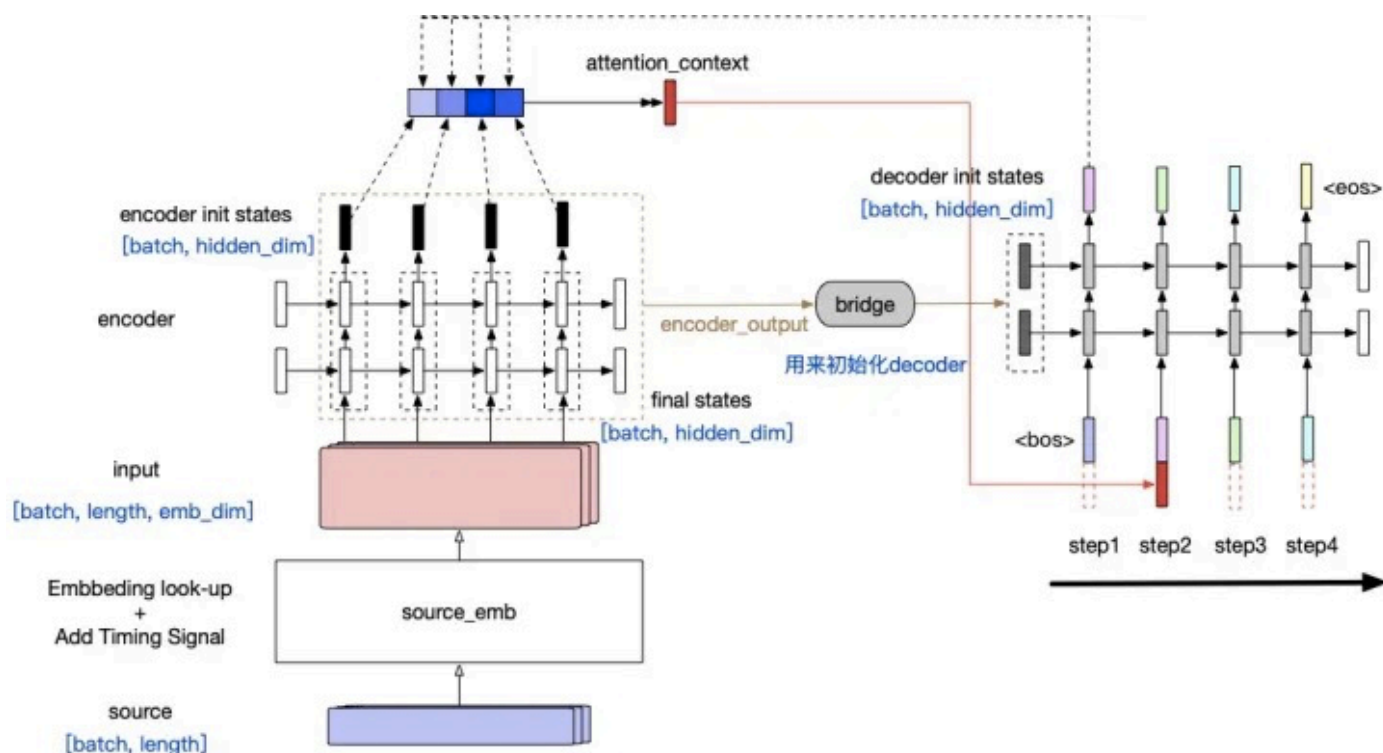 attention_context
decoder init states
[batch, hidden_dim]
<eos>
encoder init states
[batch, hidden_dim]
encoder
encoder_output
bridge
用来初始化decoder
final states
[batch, hidden_dim]
<bos>
input
[batch, length, emb_dim]
step1
step2
step3
step4
Embbeding look-up
+
Add Timing Signal
source_emb
source
[batch, length]